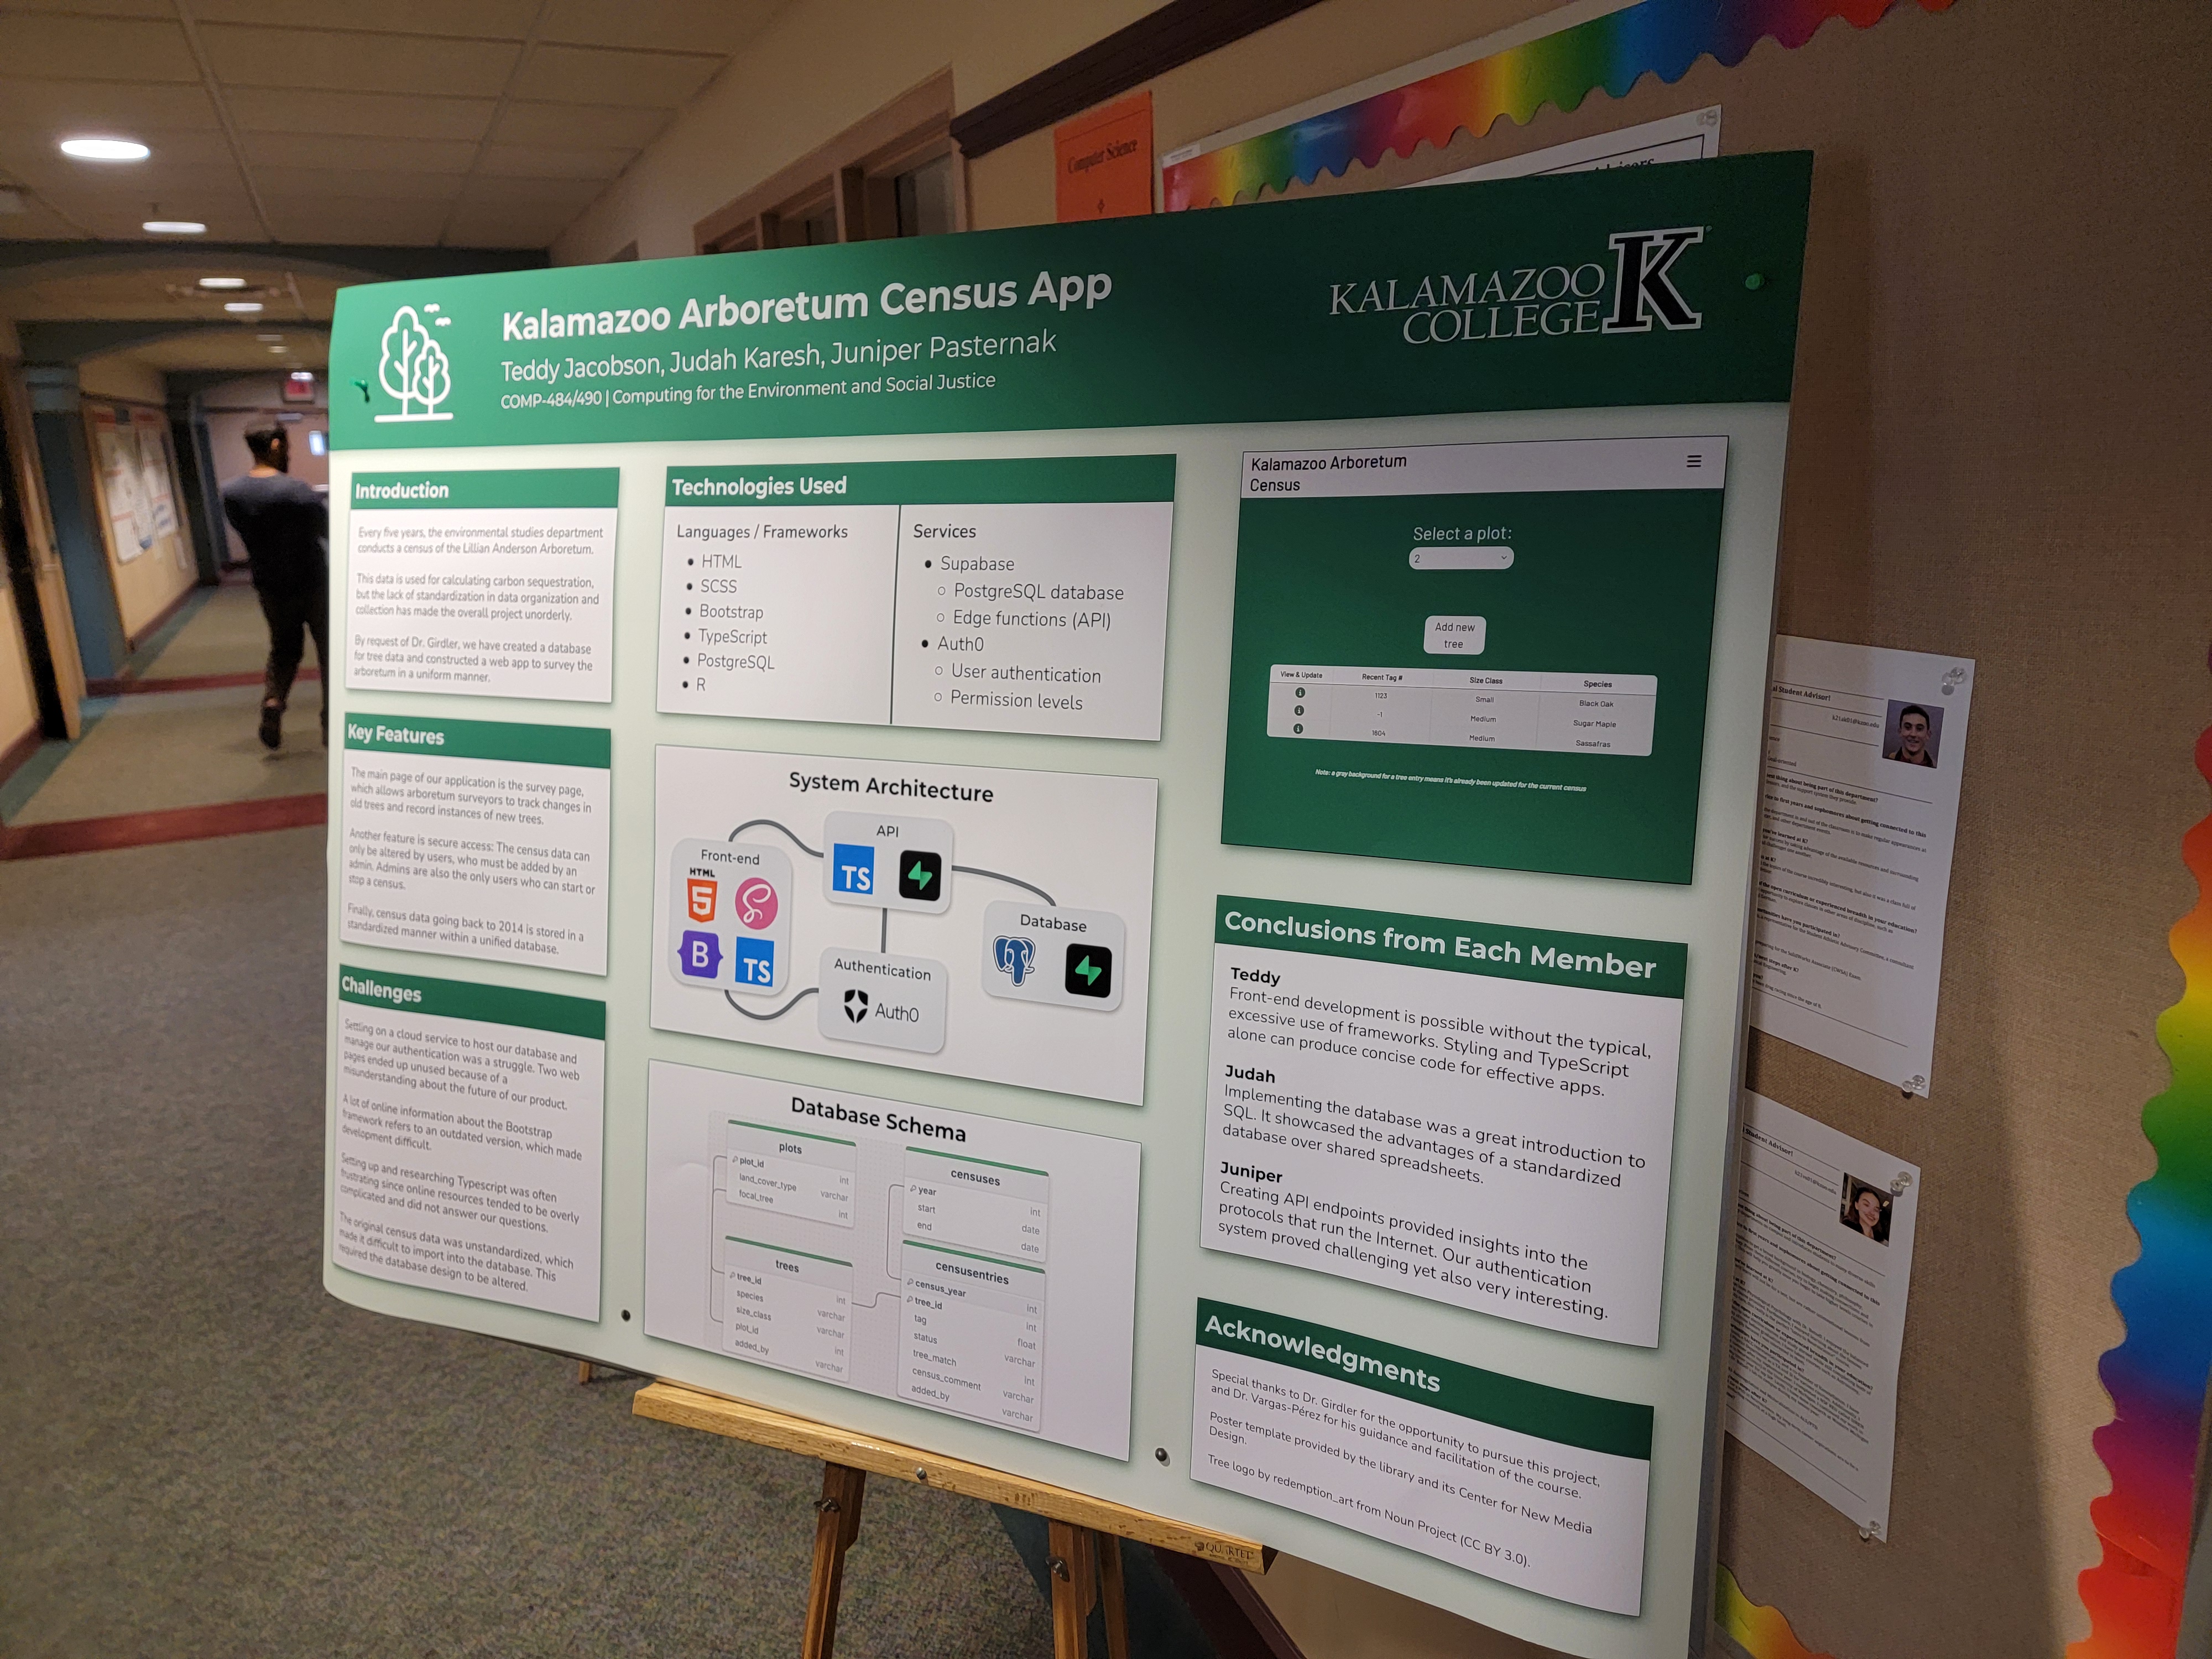 Computer Science
Kalamazoo Arboretum Census App
Teddy Jacobson, Judah Karesh, Juniper Pasternak
COMP-484/490 | Computing for the Environment and Social Justice
KALAMAZOO
COLLEGE
K
Introduction
Every five years, the environmental studies department
conducts a census of the Lillian Anderson Arboretum.
This data is used for calculating carbon sequestration,
but the lack of standardization in data organization and
collection has made the overall project unorderly.
By request of Dr. Girdler, we have created a database
for tree data and constructed a web app to survey the
arboretum in a uniform manner.
Key Features
The main page of our application is the survey page,
which allows arboretum surveyors to track changes in
old trees and record instances of new trees.
Another feature is secure access: The census data can
only be altered by users, who must be added by an
admin. Admins are also the only users who can start or
stop a census.
Finally, census data going back to 2014 is stored in a
standardized manner within a unified database.
Challenges
Settling on a cloud service to host our database and
manage our authentication was a struggle. Two web
pages ended up unused because of a
misunderstanding about the future of our product.
A lot of online information about the Bootstrap
framework refers to an outdated version, which made
development difficult.
Setting up and researching Typescript was often
frustrating since online resources tended to be overly
complicated and did not answer our questions.
The original census data was unstandardized, which
made it difficult to import into the database. This
required the database design to be altered.
Technologies Used
Languages / Frameworks
• HTML
• SCSS
• Bootstrap
• TypeScript
• PostgreSQL
• R
Services
• Supabase
○ PostgreSQL database
○ Edge functions (API)
• Auth0
○ User authentication
○ Permission levels
System Architecture
Front-end
HTML
5
B
TS
API
TS
Authentication
Auth0
Database
Database Schema
plots
plot_id int
land_cover_type varchar
focal_tree int
trees
tree_id int
species varchar
size_class varchar
plot_id int
added_by varchar
censuses
year int
start date
end date
censusentries
census_year int
tree_id int
tag float
status varchar
tree_match int
census_comment varchar
added_by varchar
Kalamazoo Arboretum
Census
Select a plot:
2
Add new
tree
View & Update Recent Tag # Size Class Species
1123 Small Black Oak
-1 Medium Sugar Maple
1604 Medium Sassafras
Note: a grey background for a tree entry means it's already been updated for the current census
Conclusions from Each Member
Teddy
Front-end development is possible without the typical,
excessive use of frameworks. Styling and TypeScript
alone can produce concise code for effective apps.
Judah
Implementing the database was a great introduction to
SQL. It showcased the advantages of a standardized
database over shared spreadsheets.
Juniper
Creating API endpoints provided insights into the
protocols that run the Internet. Our authentication
system proved challenging yet also very interesting.
Acknowledgments
Special thanks to Dr. Girdler for the opportunity to pursue this project,
and Dr. Vargas-Pérez for his guidance and facilitation of the course.
Poster template provided by the library and its Center for New Media
Design.
Tree logo by redemption_art from Noun Project (CC BY 3.0).
QUARTET
Student Advisor!
Student Advisor!